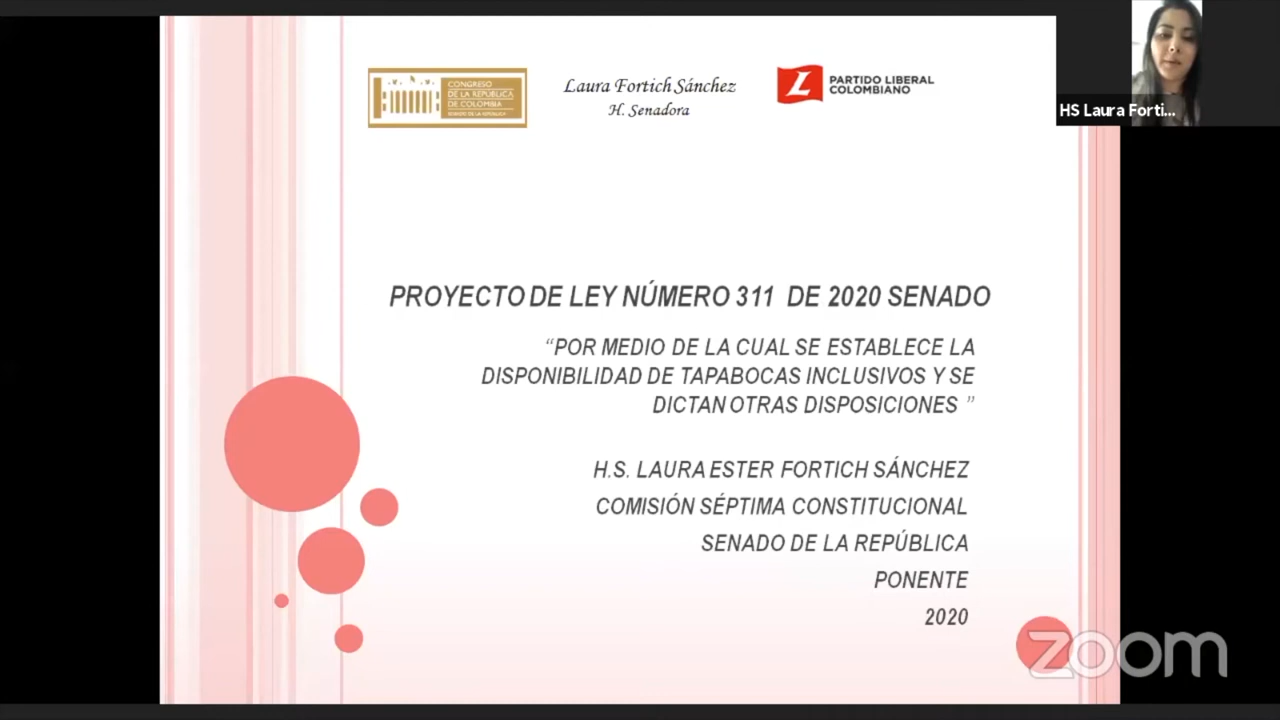 CONGRESO
DE LA REPÚBLICA
DE COLOMBIA
SENADO DE LA REPÚBLICA
Laura Fortich Sánchez
H. Senadora
L
PARTIDO LIBERAL
COLOMBIANO
HS Laura Forti...
PROYECTO DE LEY NÚMERO 311 DE 2020 SENADO
“POR MEDIO DE LA CUAL SE ESTABLECE LA
DISPONIBILIDAD DE TAPABOCAS INCLUSIVOS Y SE
DICTAN OTRAS DISPOSICIONES ”
H.S. LAURA ESTER FORTICH SÁNCHEZ
COMISIÓN SÉPTIMA CONSTITUCIONAL
SENADO DE LA REPÚBLICA
PONENTE
2020
zoom